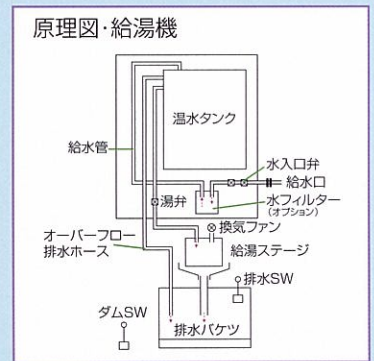 原理図・給湯機
温水タンク
給水管
水入口弁
給水口
湯弁
水フィルター
(オプション)
換気ファン
オーバーフロー
排水ホース
給湯ステージ
排水SW
ダムSW
排水バケツ